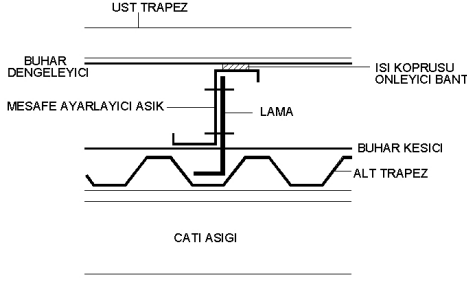 UST TRAPEZ
BUHAR
DENGELEYICI
ISI KOPRUSU
ONLEYICI BANT
MESAFE AYARLAYICI ASIK
LAMA
BUHAR KESICI
ALT TRAPEZ
CATI ASIGI